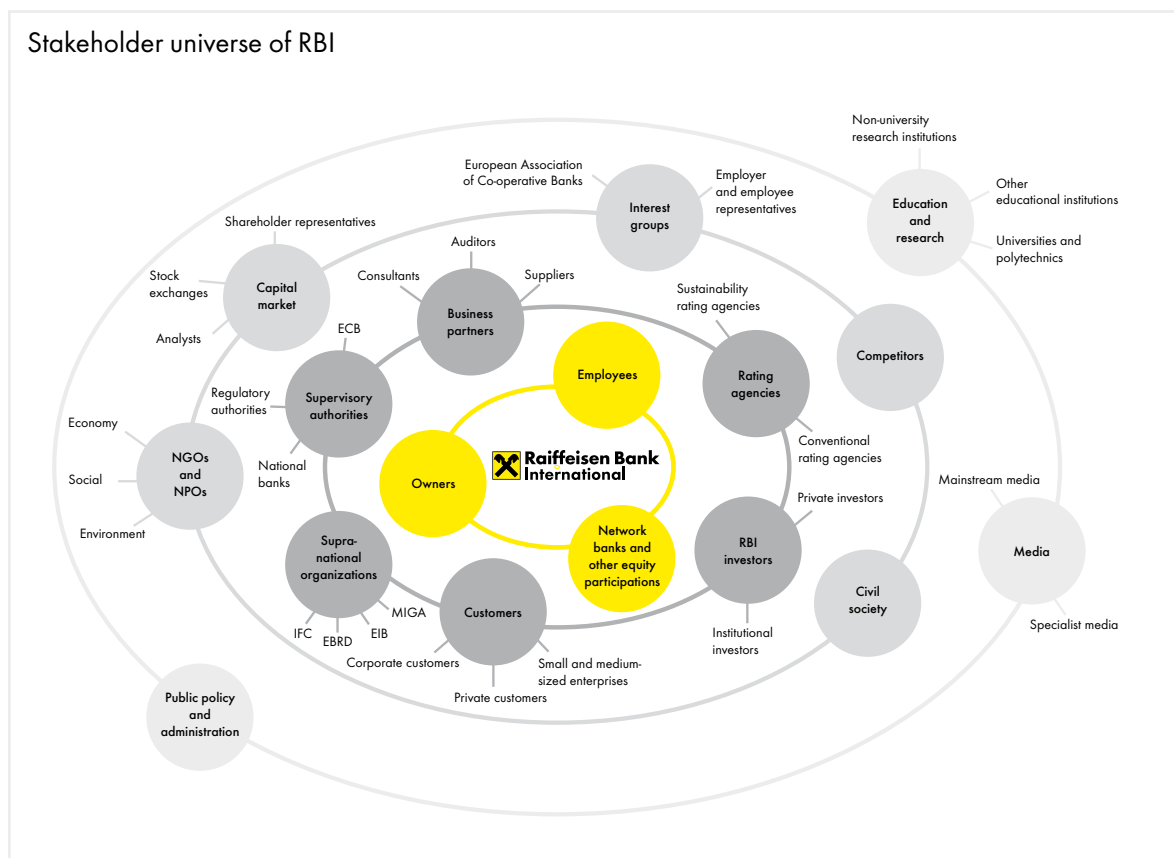 Stakeholder universe of RBI
Non-university
research institutions
European Association
of Co-operative Banks
Interest
groups
Employer
and employee
representatives
Education
and
research
Other
educational institutions
Universities and
polytechnics
Shareholder representatives
Stock
exchanges
Capital
market
Analysts
Auditors
Consultants
Suppliers
Business
partners
Sustainability
rating agencies
ECB
Regulatory
authorities
Supervisory
authorities
National
banks
Employees
Rating
agencies
Conventional
rating agencies
Competitors
Economy
Social
Environment
NGOs
and
NPOs
Owners
Raiffeisen Bank
International
Network
banks and
other equity
participations
Private investors
RBI
investors
Institutional
investors
Mainstream media
Media
Specialist media
Supra-
national
organizations
IFC
EBRD
EIB
MIGA
Customers
Corporate customers
Private customers
Small and medium-
sized enterprises
Civil
society
Public policy
and
administration